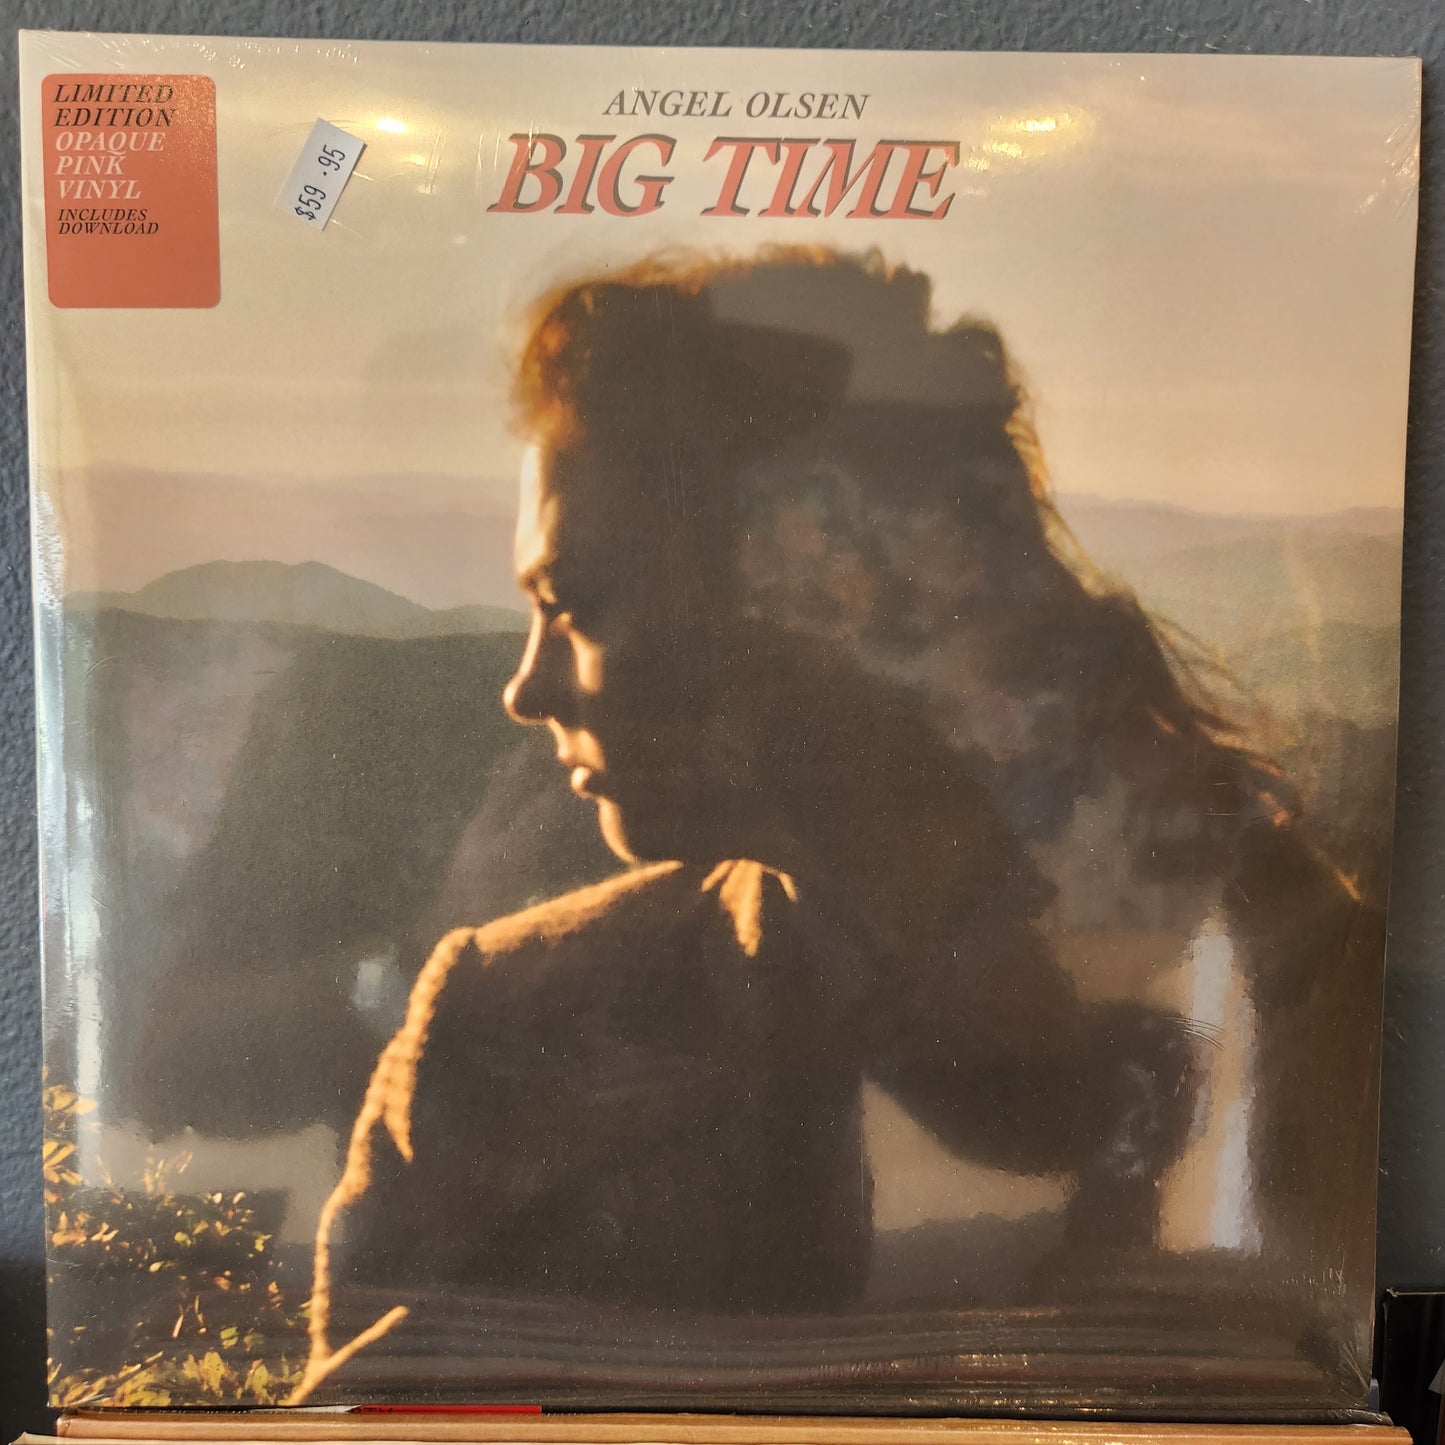 LIMITED
EDITION
OPAQUE
PINK
VINYL
INCLUDES
DOWNLOAD
$59.95
ANGEL OLSEN
BIG TIME